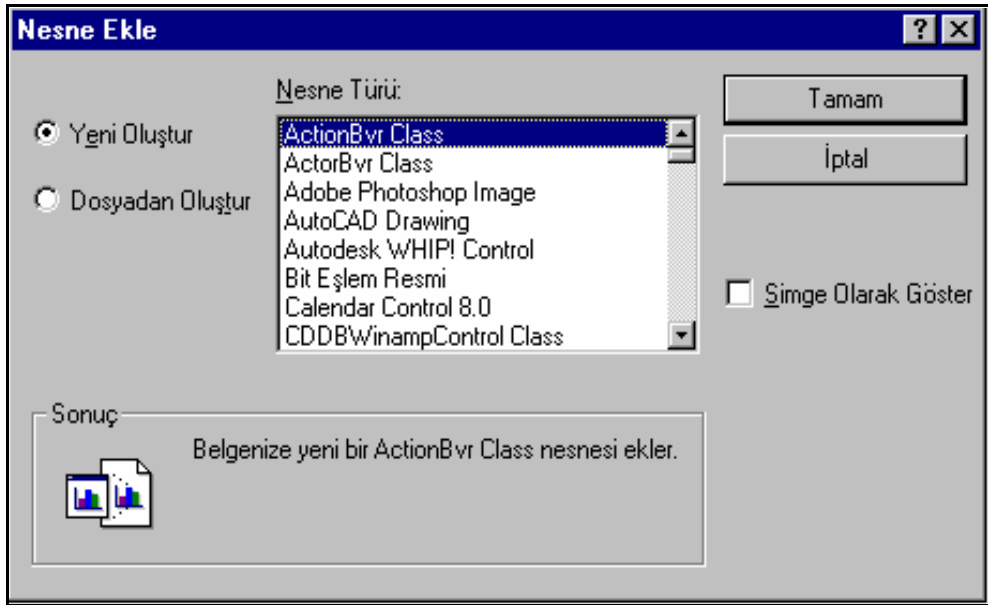 Nesne Ekle
Nesne Türü:
Yeni Oluştur
Dosyadan Oluştur
ActionBvr Class
ActorBvr Class
Adobe Photoshop Image
AutoCAD Drawing
Autodesk WHIP! Control
Bit Eşlem Resmi
Calendar Control 8.0
CDDBWinampControl Class
Tamam
İptal
Simge Olarak Göster
Sonuç
Belgenize yeni bir ActionBvr Class nesnesi ekler.